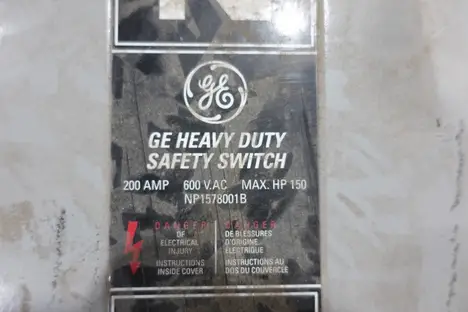 GE
GE HEAVY DUTY
SAFETY SWITCH
200 AMP 600 V.AC MAX. HP 150
NP1578001B
DANGER
OF
ELECTRICAL
INJURY
INSTRUCTIONS
INSIDE COVER
DANGER
DE BLESSURES
D'ORIGINE
ELECTRIQUE
INSTRUCTIONS AU
DOS DU COUVERCLE